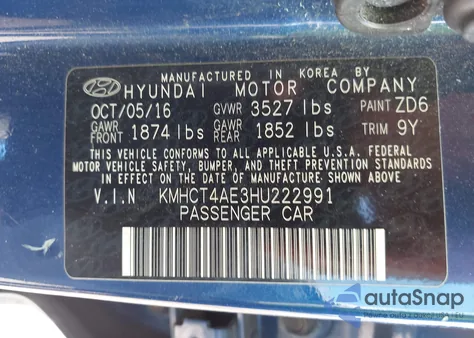 MANUFACTURED IN KOREA BY
HYUNDAI MOTOR COMPANY
OCT/05/16 GVWR 3527 lbs PAINT ZD6
GAWR FRONT 1874 lbs GAWR REAR 1852 lbs TRIM 9Y
THIS VEHICLE CONFORMS TO ALL APPLICABLE U.S.A. FEDERAL
MOTOR VEHICLE SAFETY, BUMPER, AND THEFT PREVENTION STANDARDS
IN EFFECT ON THE DATE OF MANUFACTURE SHOWN ABOVE.
V.I.N KMHCT4AE3HU222991
PASSENGER CAR
autoSnap